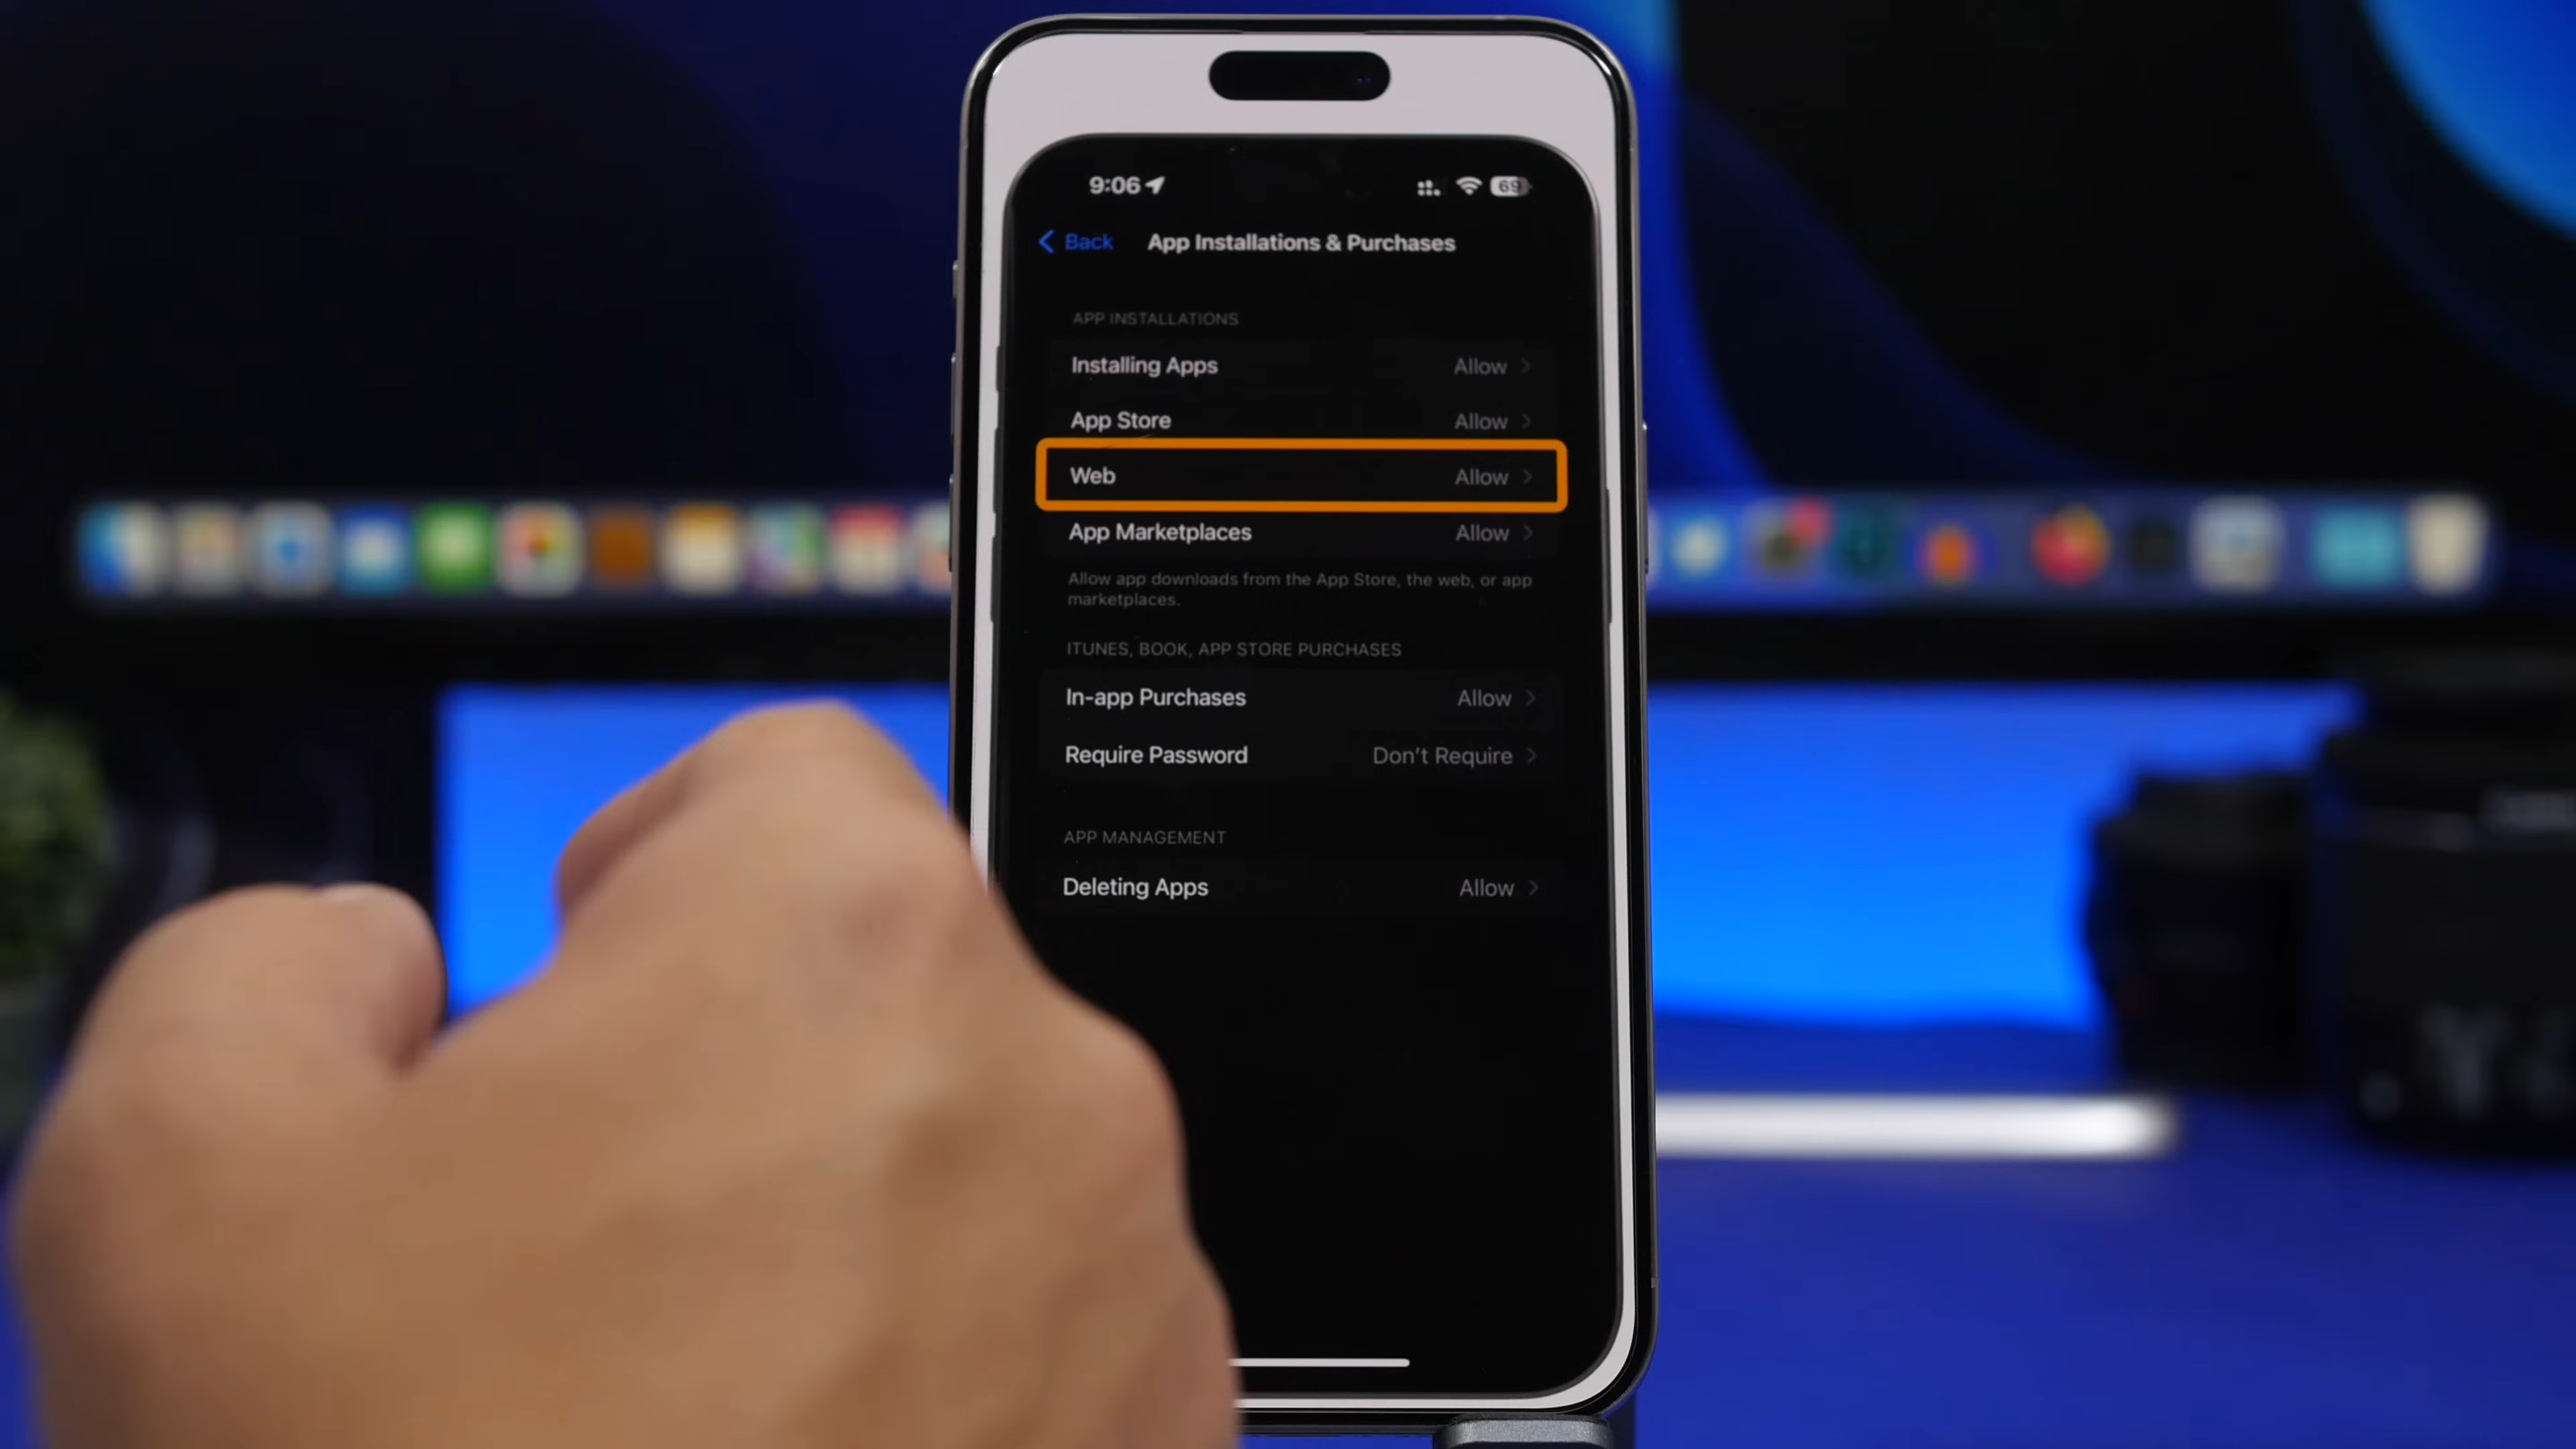 9:06
69
Back
App Installations & Purchases
APP INSTALLATIONS
Installing Apps Allow
App Store Allow
Web Allow
App Marketplaces Allow
Allow app downloads from the App Store, the web, or app
marketplaces.
ITUNES, BOOK, APP STORE PURCHASES
In-app Purchases Allow
Require Password Don't Require
APP MANAGEMENT
Deleting Apps Allow